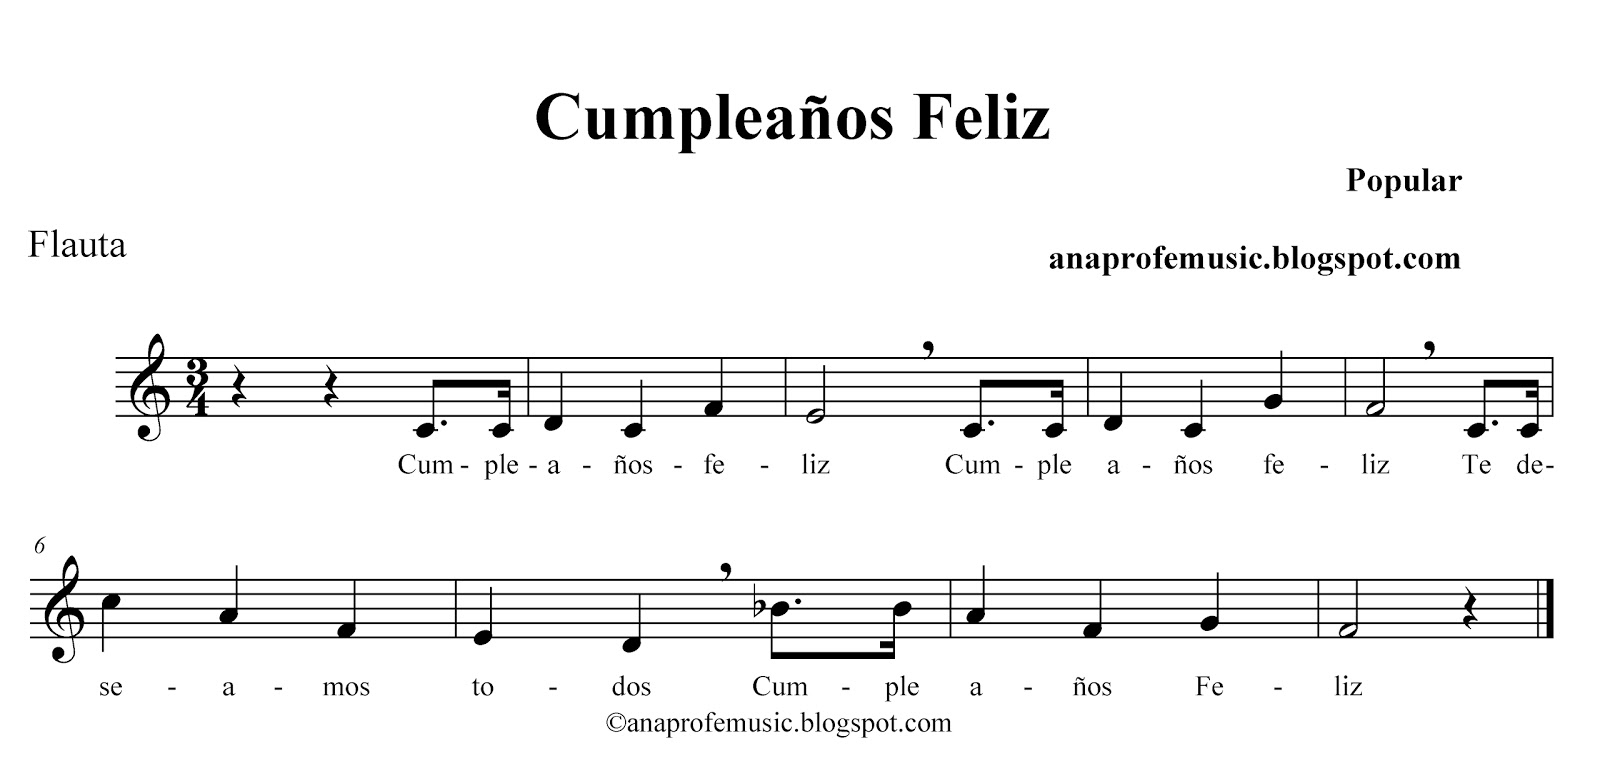 Cumpleaños Feliz
Popular
Flauta
anaprofemusic.blogspot.com
3
4
Cum - ple - a - ños - fe - liz Cum - ple a - ños fe - liz Te de-
6
se - a - mos to - dos Cum - ple a - ños Fe - liz
©anaprofemusic.blogspot.com